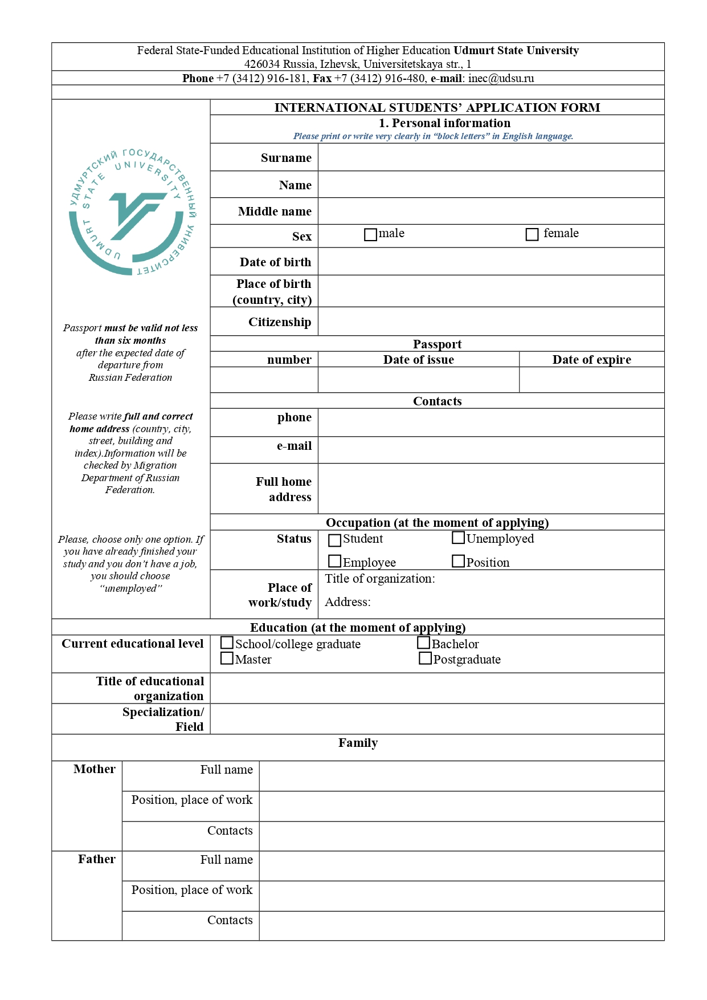 Federal State-Funded Educational Institution of Higher Education Udmurt State University
426034 Russia, Izhevsk, Universitetskaya str., 1
Phone +7 (3412) 916-181, Fax +7 (3412) 916-480, e-mail: inec@udsu.ru
УДМУРТСКИЙ ГОСУДАРСТВЕННЫЙ УНИВЕРСИТЕТ
UDMURT STATE UNIVERSITY
Passport must be valid not less
than six months
after the expected date of
departure from
Russian Federation
Please write full and correct
home address (country, city,
street, building and
index).Information will be
checked by Migration
Department of Russian
Federation.
Please, choose only one option. If
you have already finished your
study and you don’t have a job,
you should choose
“unemployed”
INTERNATIONAL STUDENTS’ APPLICATION FORM
1. Personal information
Please print or write very clearly in “block letters” in English language.
Surname
Name
Middle name
Sex male female
Date of birth
Place of birth
(country, city)
Citizenship
Passport
number Date of issue Date of expire
Contacts
phone
e-mail
Full home
address
Occupation (at the moment of applying)
Status Student Unemployed
Employee Position
Place of
work/study
Title of organization:
Address:
Education (at the moment of applying)
Current educational level School/college graduate Bachelor
Master Postgraduate
Title of educational
organization
Specialization/
Field
Family
Mother Full name
Position, place of work
Contacts
Father Full name
Position, place of work
Contacts